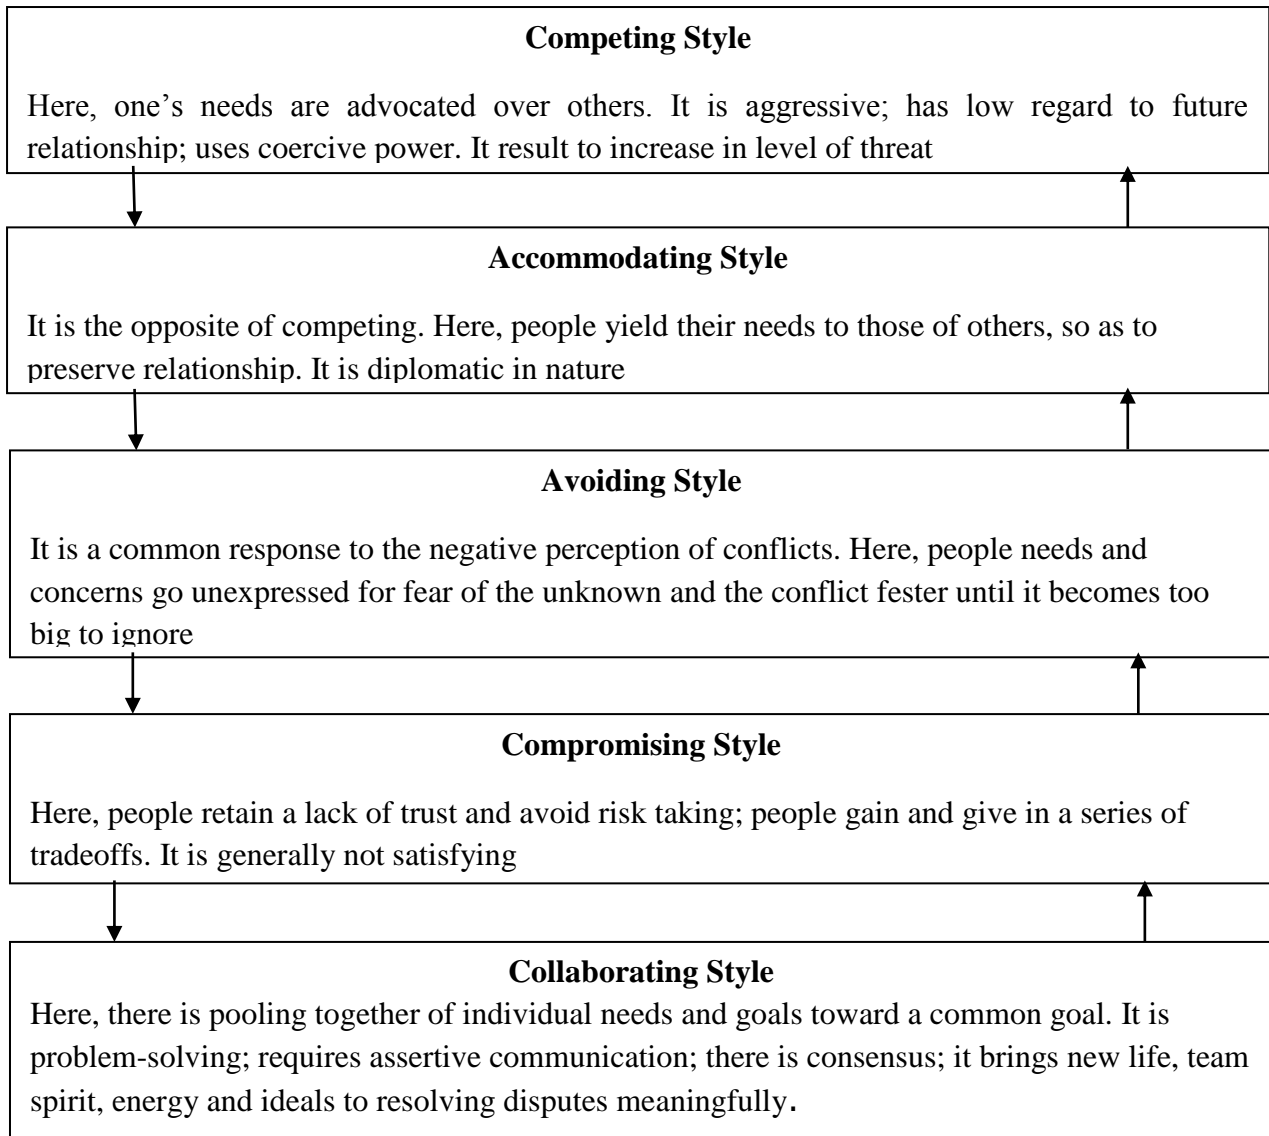 Competing Style
Here, one's needs are advocated over others. It is aggressive; has low regard to future
relationship; uses coercive power. It result to increase in level of threat
Accommodating Style
It is the opposite of competing. Here, people yield their needs to those of others, so as to
preserve relationship. It is diplomatic in nature
Avoiding Style
It is a common response to the negative perception of conflicts. Here, people needs and
concerns go unexpressed for fear of the unknown and the conflict fester until it becomes too
big to ignore
Compromising Style
Here, people retain a lack of trust and avoid risk taking; people gain and give in a series of
tradeoffs. It is generally not satisfying
Collaborating Style
Here, there is pooling together of individual needs and goals toward a common goal. It is
problem-solving; requires assertive communication; there is consensus; it brings new life, team
spirit, energy and ideals to resolving disputes meaningfully.